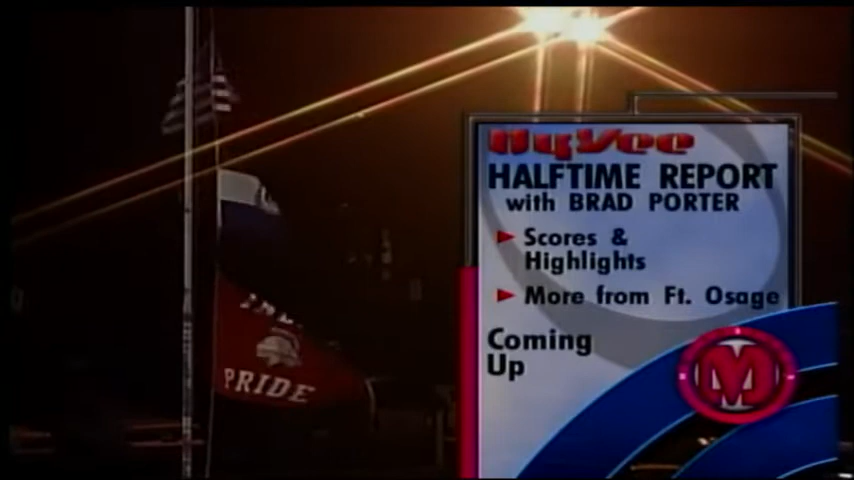 HyVee
HALFTIME REPORT
with BRAD PORTER
Scores &
Highlights
More from Ft. Osage
Coming
Up
M
PRIDE